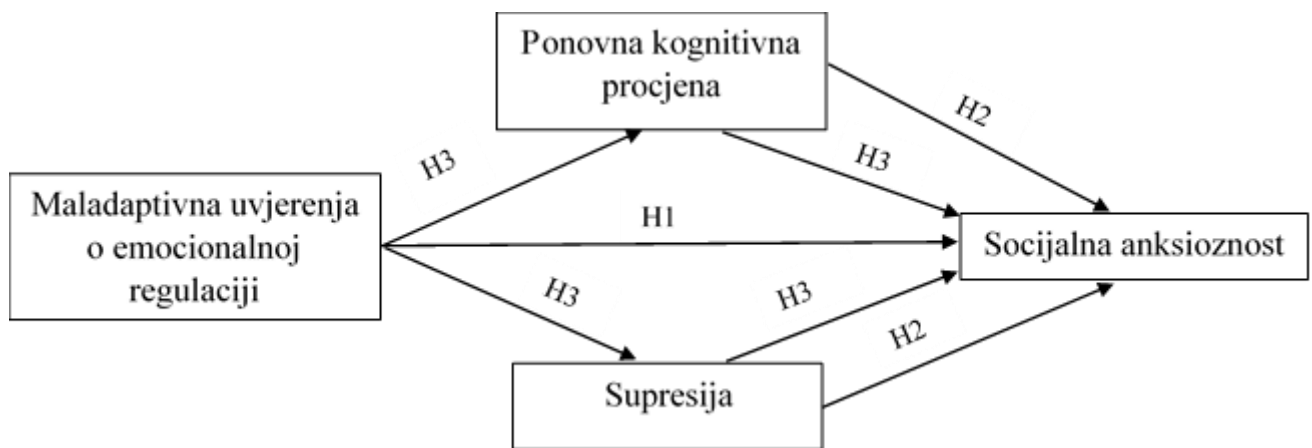 Ponovna kognitivna
procjena
H2
H3
H3
Maladaptivna uvjerenja
o emocionalnoj
regulaciji
H1
Socijalna anksioznost
H3
H3
H2
Supresija